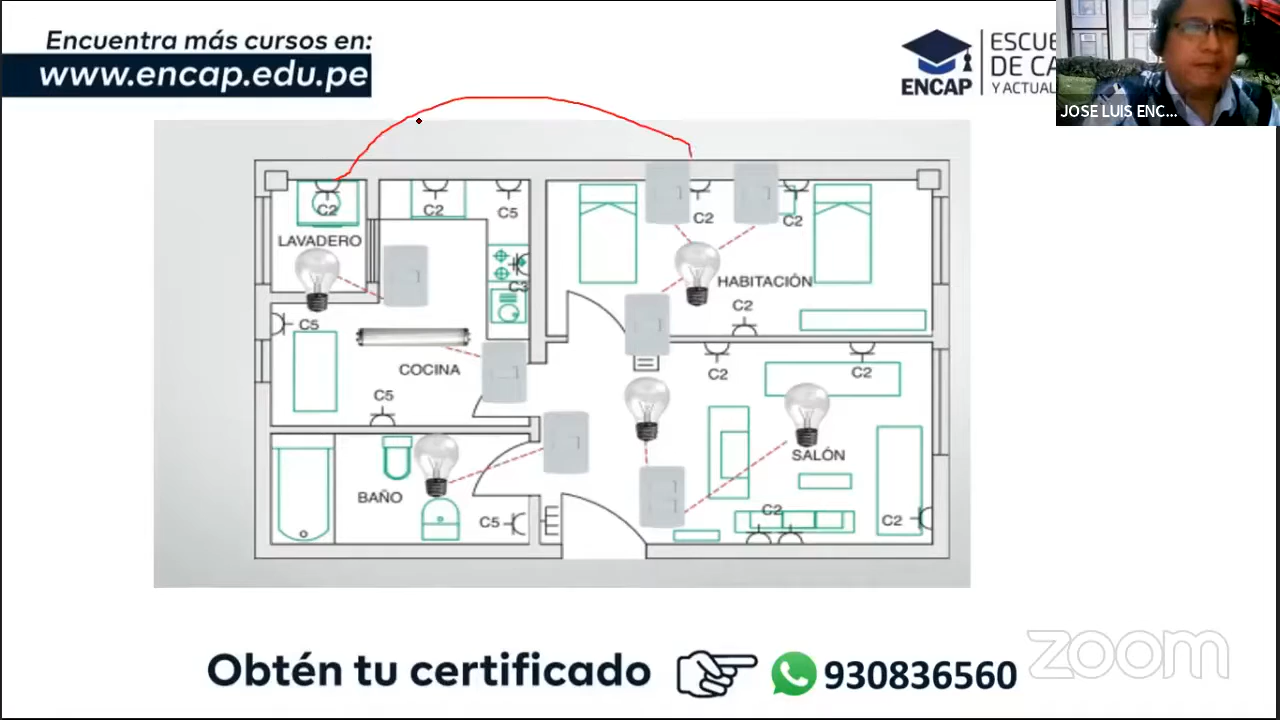 Encuentra más cursos en:
www.encap.edu.pe
ENCAP
ESCUE
DE CA
Y ACTUAL
JOSE LUIS ENC...
C2
C2
C5
C2
C2
LAVADERO
HABITACIÓN
C3
C2
C5
COCINA
C2
C2
C5
SALÓN
BAÑO
C2
C5
C2
Obtén tu certificado
930836560
zoom